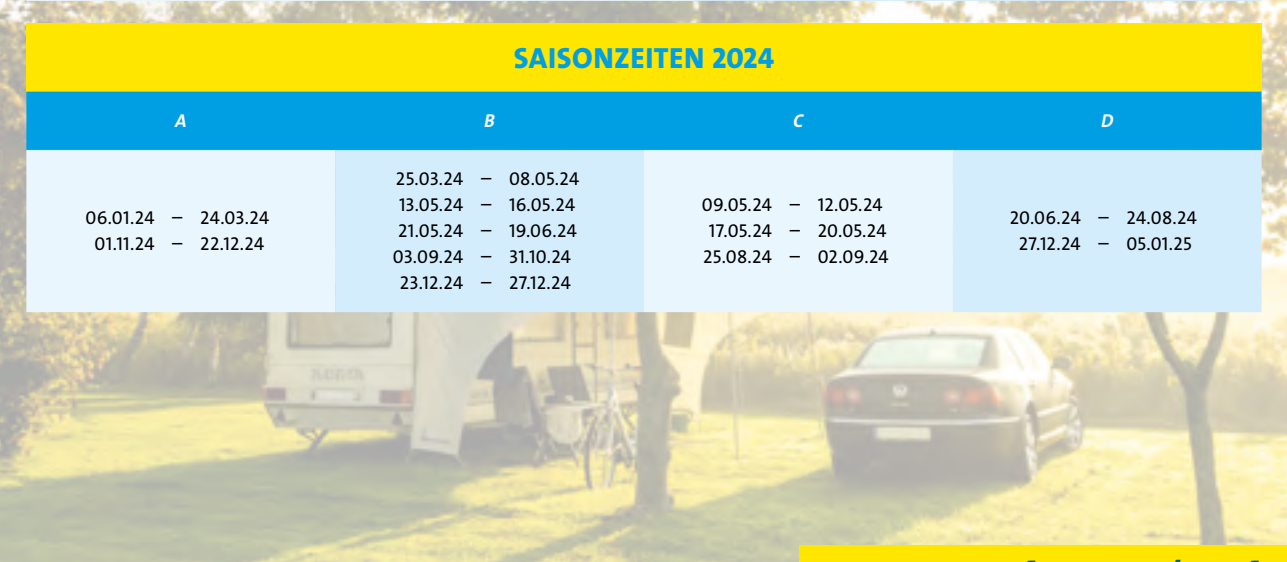 SAISONZEITEN 2024
A B C D
06.01.24 – 24.03.24
01.11.24 – 22.12.24
25.03.24 – 08.05.24
13.05.24 – 16.05.24
21.05.24 – 19.06.24
03.09.24 – 31.10.24
23.12.24 – 27.12.24
09.05.24 – 12.05.24
17.05.24 – 20.05.24
25.08.24 – 02.09.24
20.06.24 – 24.08.24
27.12.24 – 05.01.25